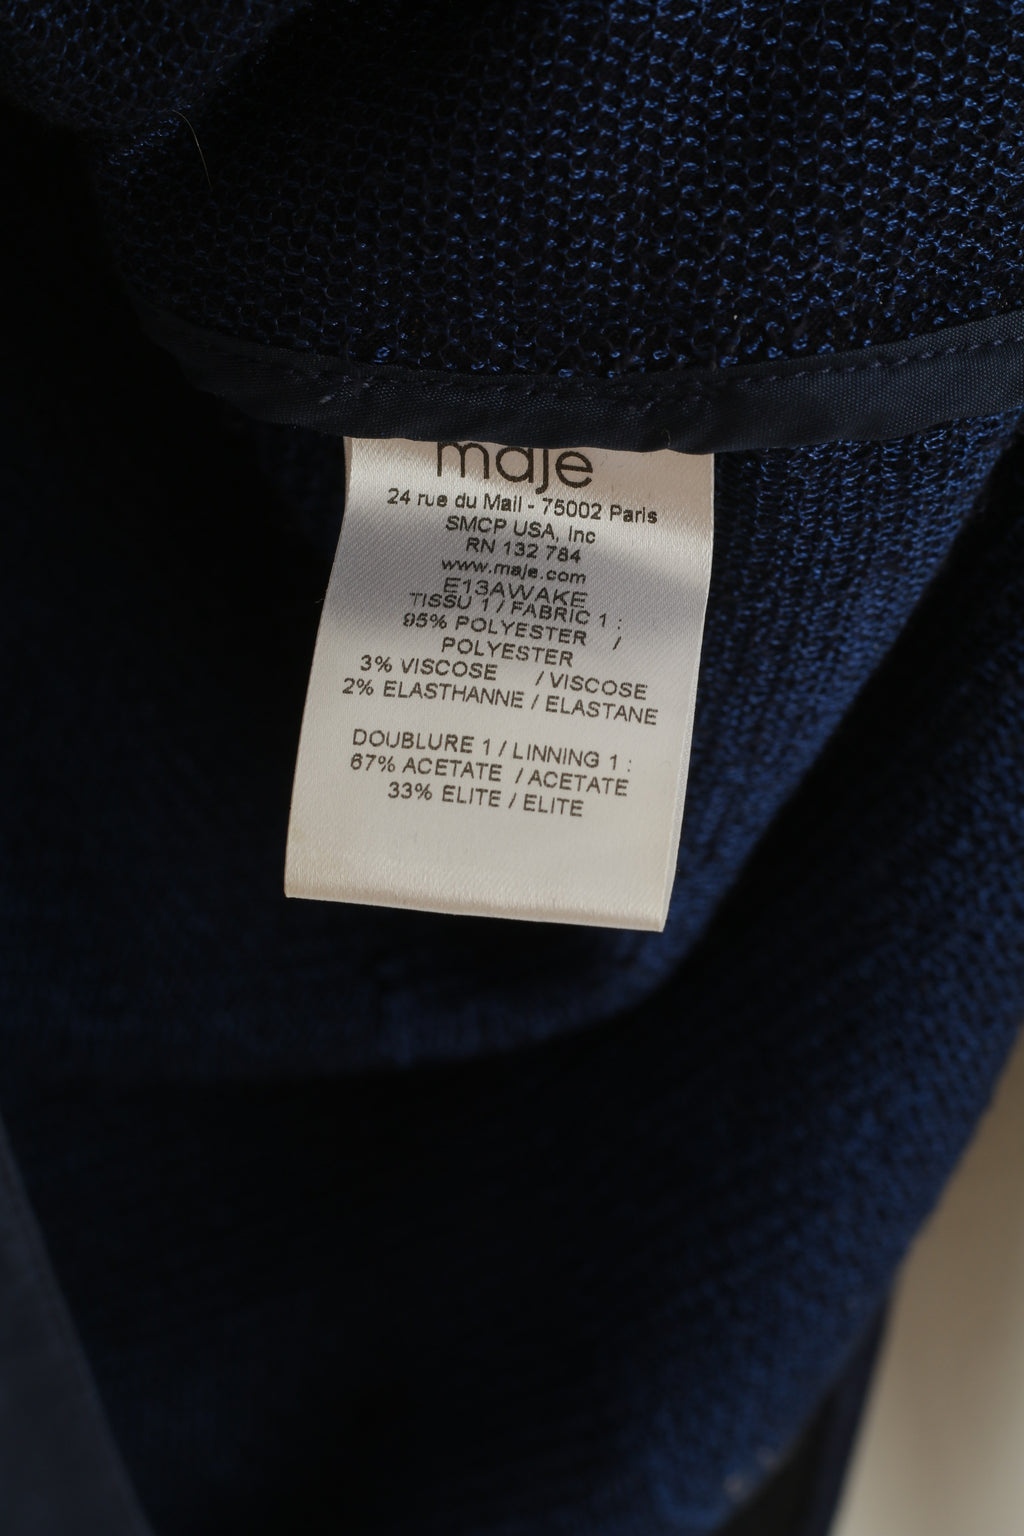 maje
24 rue du Mail - 75002 Paris
SMCP USA, Inc
RN 132 784
www.maje.com
E13AWAKE
TISSU 1 / FABRIC 1 :
95% POLYESTER /
POLYESTER
3% VISCOSE / VISCOSE
2% ELASTHANNE / ELASTANE
DOUBLURE 1 / LINNING 1 :
67% ACETATE / ACETATE
33% ELITE / ELITE